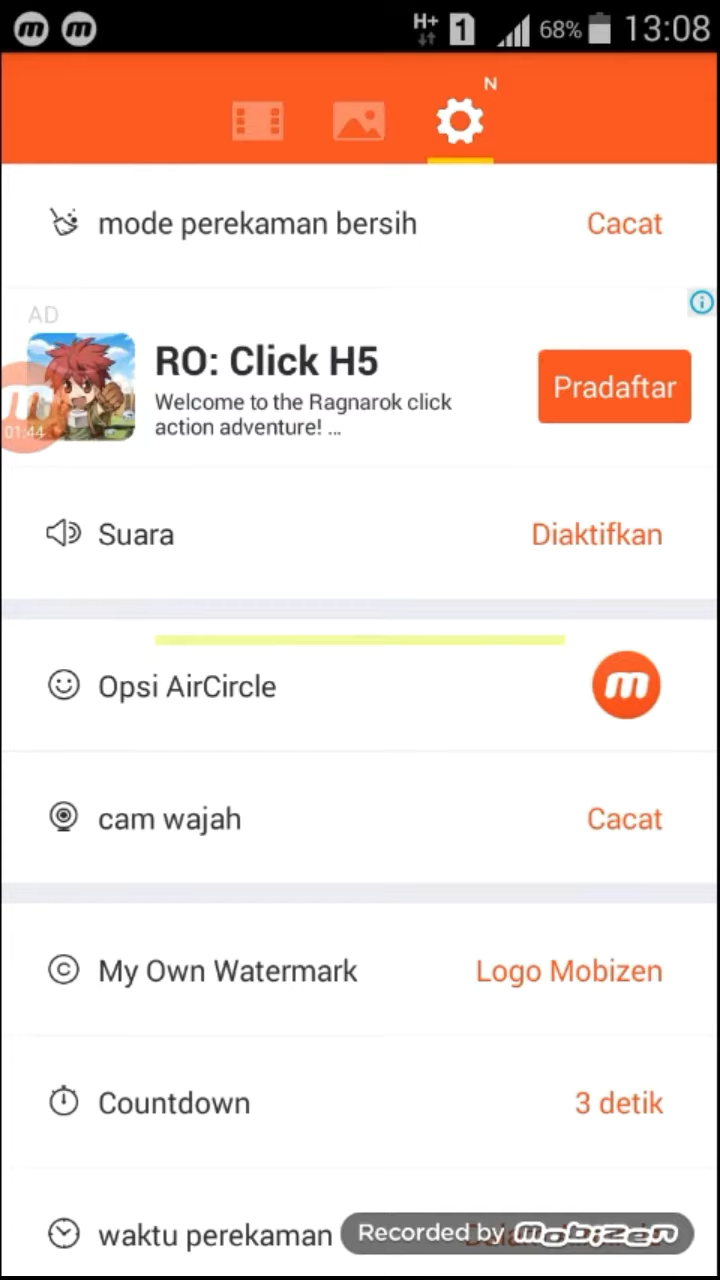 H+ 1 68% 13:08
N
mode perekaman bersih Cacat
AD
RO: Click H5
Welcome to the Ragnarok click
action adventure! ...
Pradaftar
m
01:44
Suara Diaktifkan
Opsi AirCircle m
cam wajah Cacat
My Own Watermark Logo Mobizen
Countdown 3 detik
waktu perekaman
Recorded by mobizen